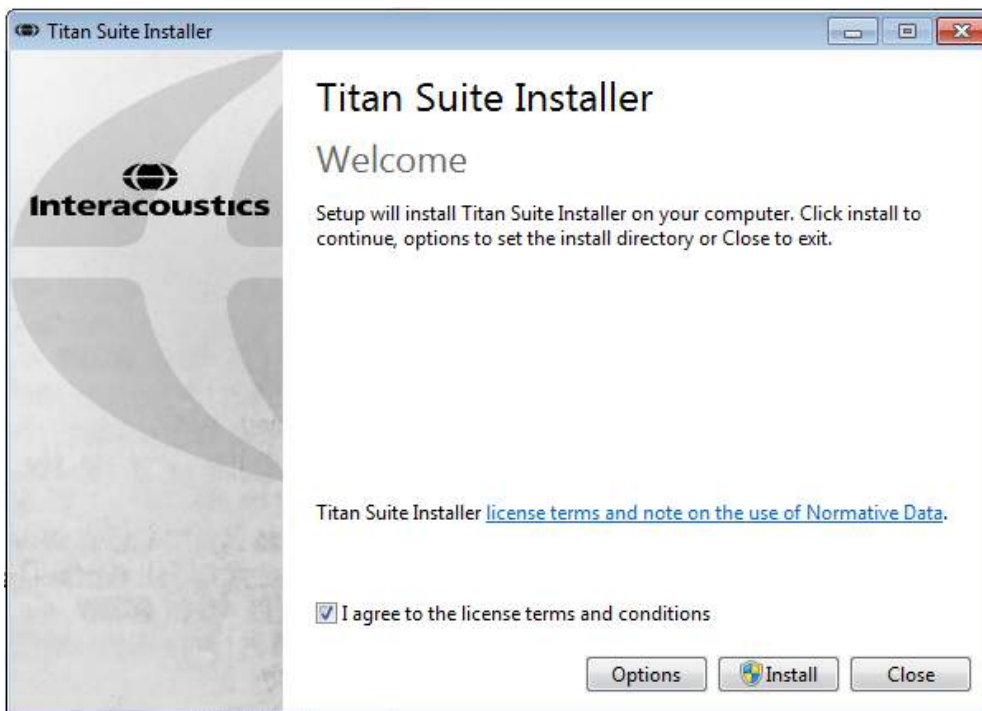 Titan Suite Installer
Interacoustics
Titan Suite Installer
Welcome
Setup will install Titan Suite Installer on your computer. Click install to
continue, options to set the install directory or Close to exit.
Titan Suite Installer license terms and note on the use of Normative Data.
I agree to the license terms and conditions
Options
Install
Close